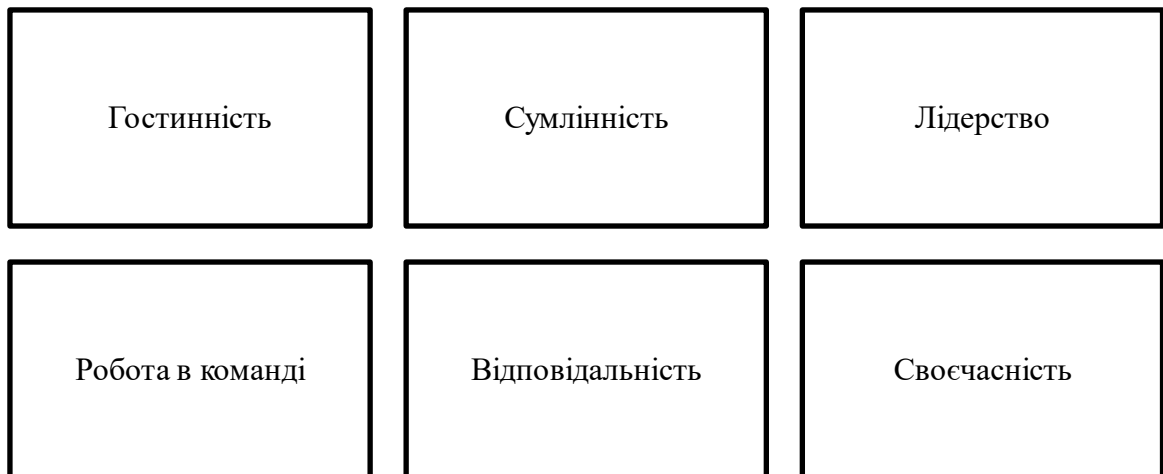 Гостинність
Сумлінність
Лідерство
Робота в команді
Відповідальність
Своєчасність